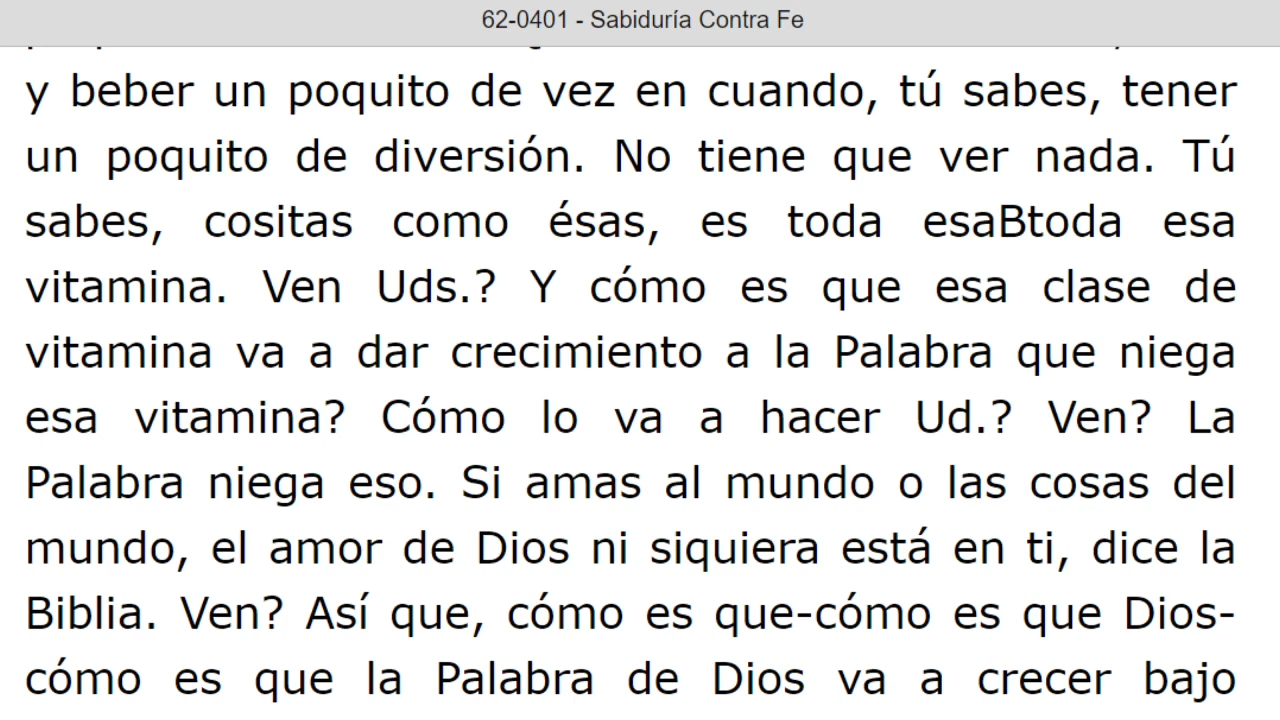 62-0401 - Sabiduría Contra Fe
y beber un poquito de vez en cuando, tú sabes, tener
un poquito de diversión. No tiene que ver nada. Tú
sabes, cositas como ésas, es toda esaBtoda esa
vitamina. Ven Uds.? Y cómo es que esa clase de
vitamina va a dar crecimiento a la Palabra que niega
esa vitamina? Cómo lo va a hacer Ud.? Ven? La
Palabra niega eso. Si amas al mundo o las cosas del
mundo, el amor de Dios ni siquiera está en ti, dice la
Biblia. Ven? Así que, cómo es que-cómo es que Dios-
cómo es que la Palabra de Dios va a crecer bajo